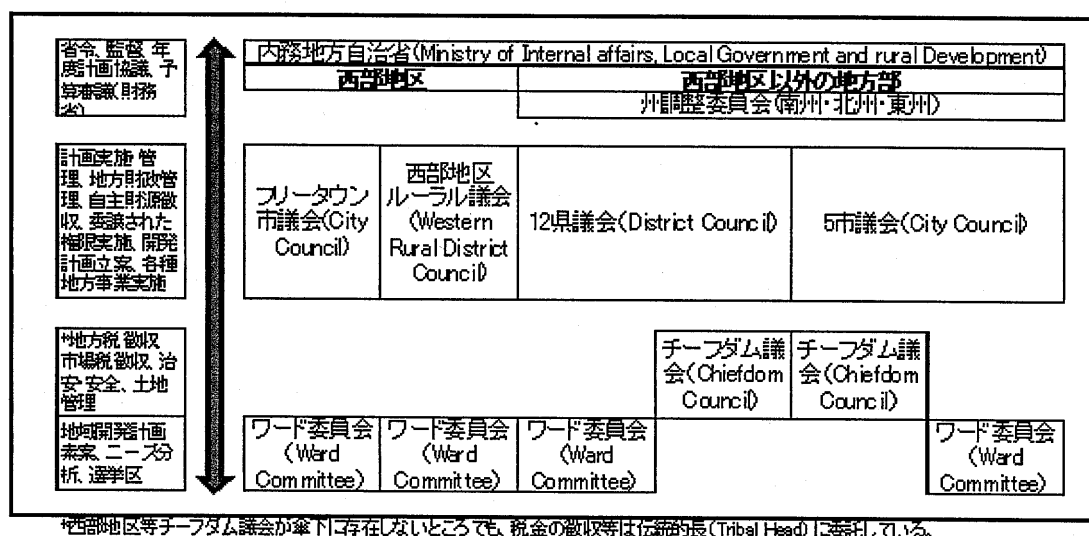 省令、監督、年
度計画協議、予
算審議(財務
省)
内務地方自治省(Ministry of Internal affairs, Local Government and rural Development)
西部地区
西部地区以外の地方部
州調整委員会(南州・北州・東州)
計画実施・管
理、地方財政管
理、自主財源徴
収、委譲された
権限実施、開発
計画立案、各種
地方事業実施
フリータウン
市議会(City
Council)
西部地区
ルーラル議会
(Western
Rural District
Council)
12県議会(District Council)
5市議会(City Council)
*地方税徴収
市場税徴収、治
安・安全、土地
管理
チーフダム議
会(Chiefdom
Council)
チーフダム議
会(Chiefdom
Council)
地域開発計画
素案、ニーズ分
析、選挙区
ワード委員会
(Ward
Committee)
ワード委員会
(Ward
Committee)
ワード委員会
(Ward
Committee)
ワード委員会
(Ward
Committee)
*西部地区等チーフダム議会が傘下に存在しないところでも、税金の徴収等は伝統的長(Tribal Head)に委託している。